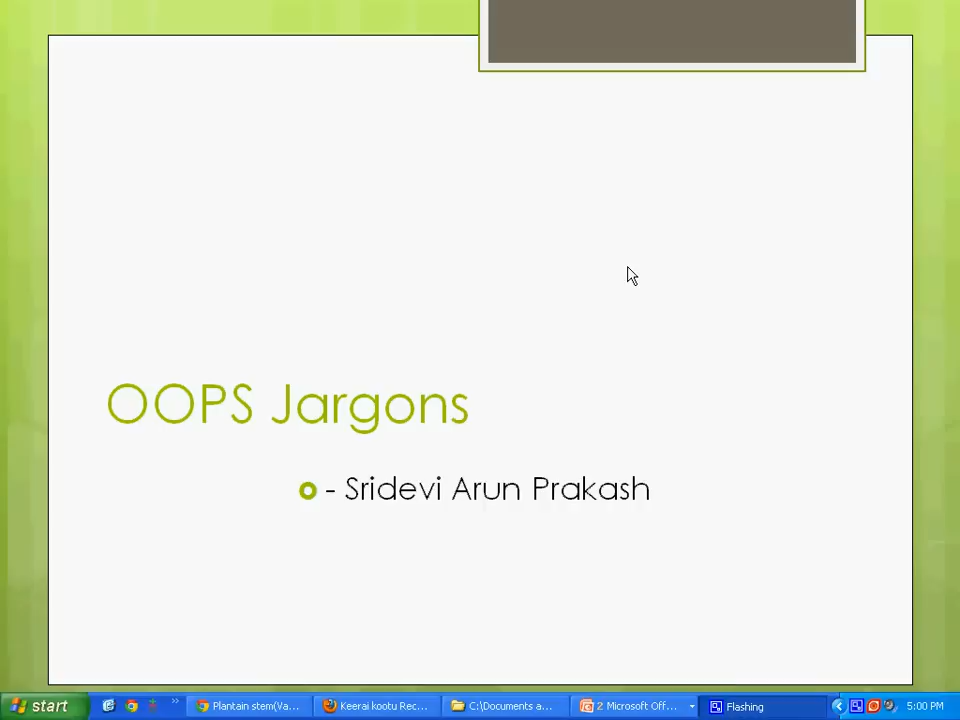 OOPS Jargons
- Sridevi Arun Prakash
start
Plantain stem(Va...
Keerai kootu Rec...
C:\Documents a...
2 Microsoft Off...
Flashing
5:00 PM